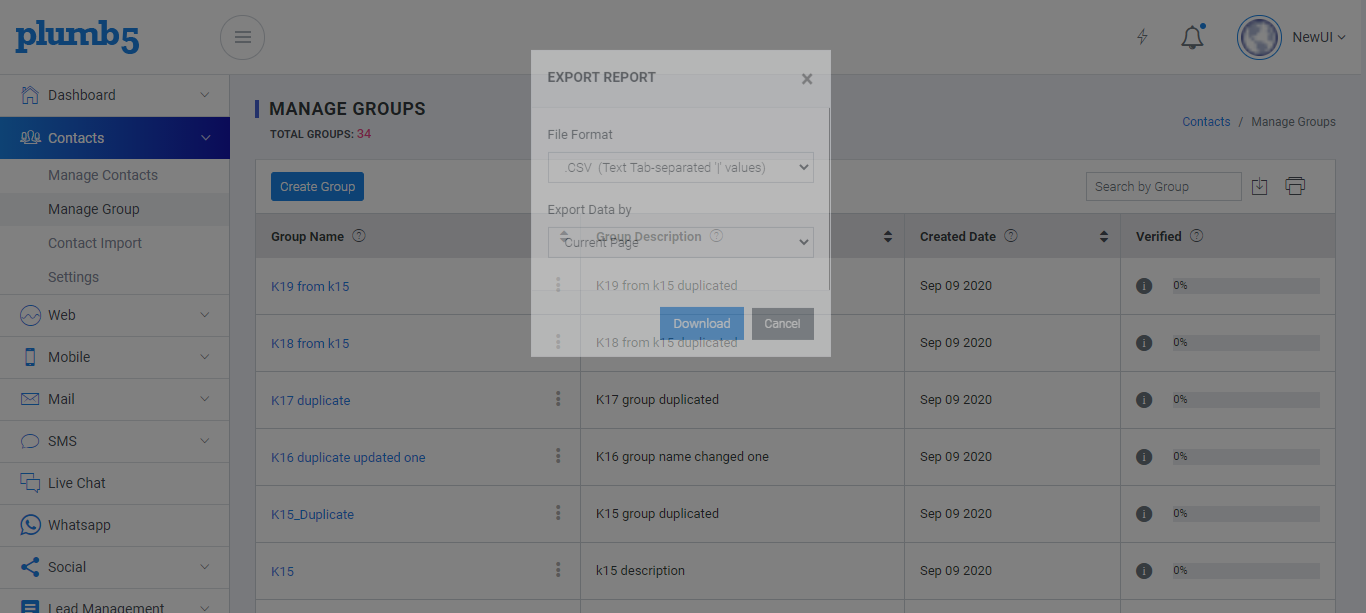 plumb5
NewUI
Dashboard
Contacts
Manage Contacts
Manage Group
Contact Import
Settings
Web
Mobile
Mail
SMS
Live Chat
Whatsapp
Social
Lead Management
MANAGE GROUPS
TOTAL GROUPS: 34
Contacts / Manage Groups
Create Group
Search by Group
Group Name
Group Description
Created Date
Verified
K19 from k15
K19 from k15 duplicated
Sep 09 2020
0%
K18 from k15
K18 from k15 duplicated
Sep 09 2020
0%
K17 duplicate
K17 group duplicated
Sep 09 2020
0%
K16 duplicate updated one
K16 group name changed one
Sep 09 2020
0%
K15_Duplicate
K15 group duplicated
Sep 09 2020
0%
K15
k15 description
Sep 09 2020
0%
EXPORT REPORT
×
File Format
.CSV (Text Tab-separated '|' values)
Export Data by
Current Page
Download
Cancel